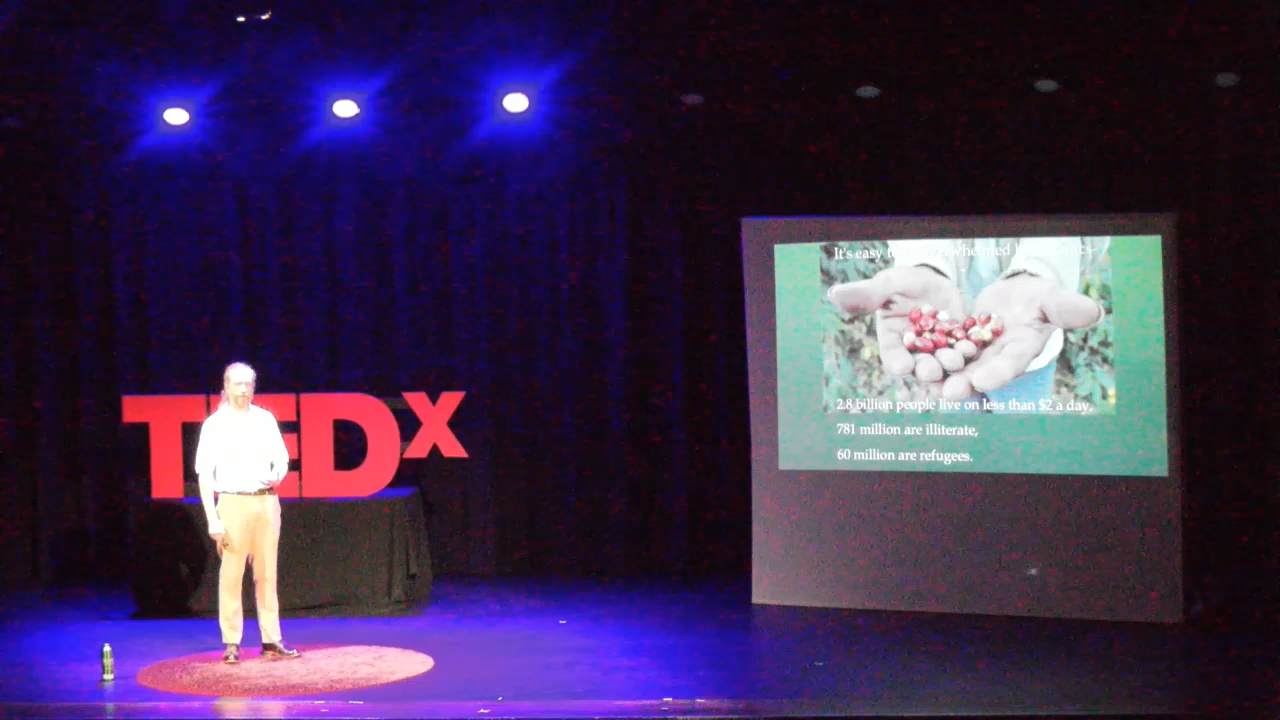 TEDx
It's easy
2.8 billion people live on less than $2 a day,
781 million are illiterate,
60 million are refugees.